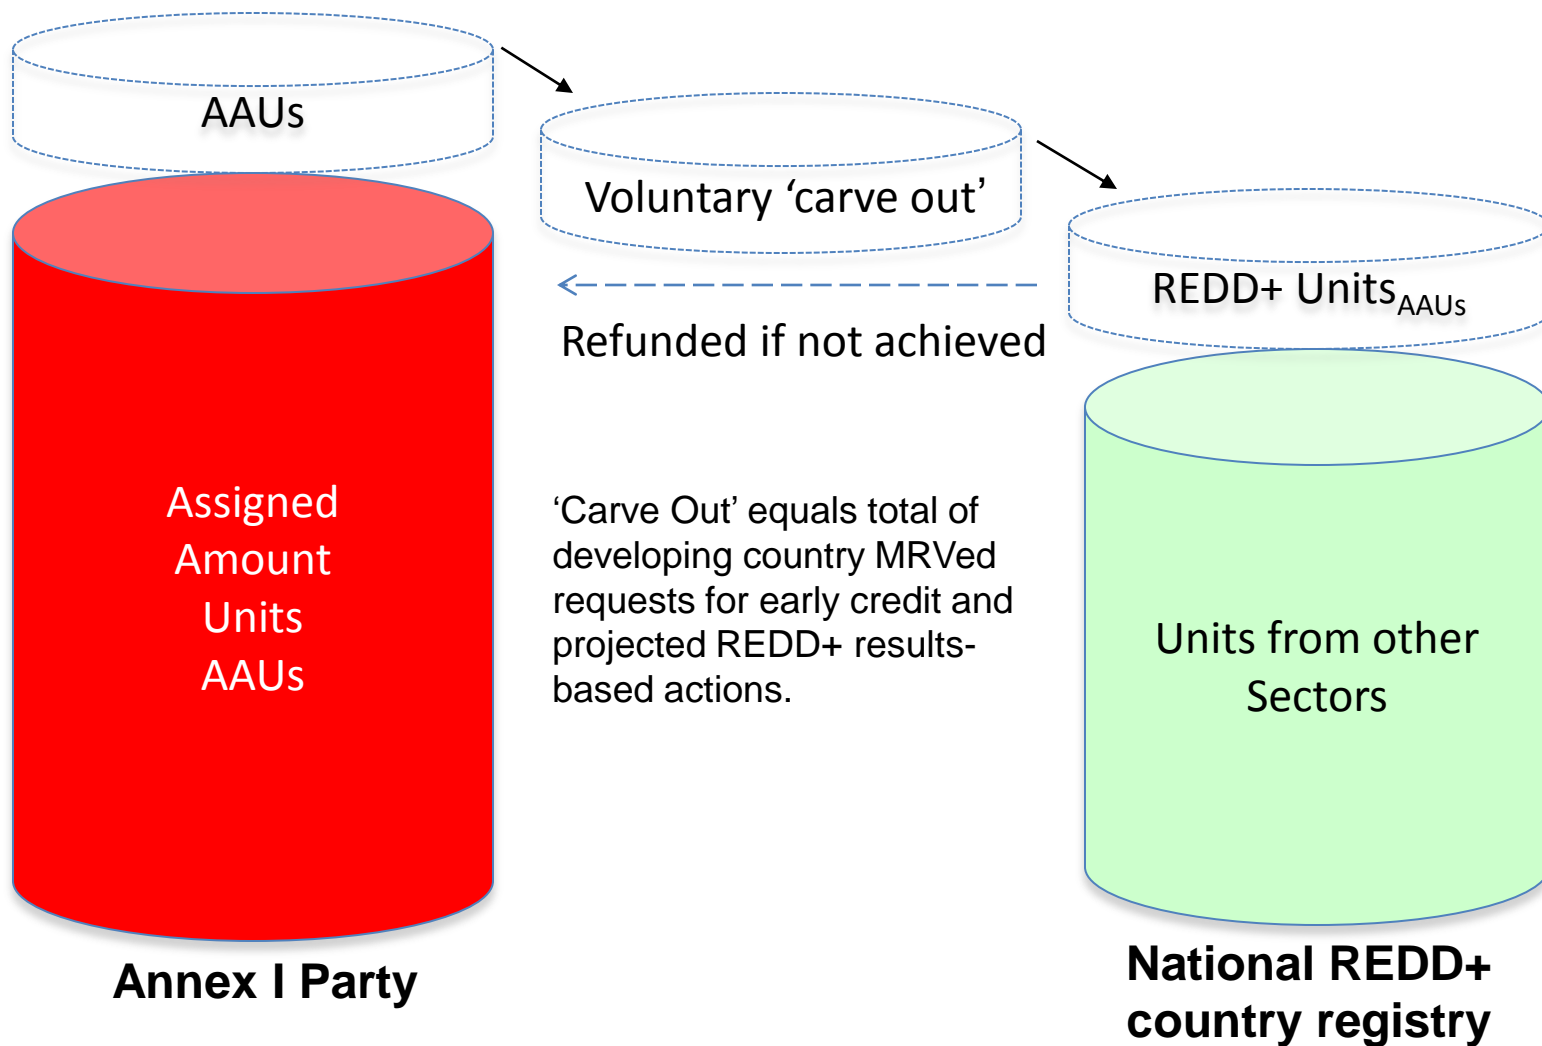 AAUs
Voluntary ‘carve out’
REDD+ UnitsAAUs
Refunded if not achieved
Assigned
Amount
Units
AAUs
‘Carve Out’ equals total of
developing country MRVed
requests for early credit and
projected REDD+ results-
based actions.
Units from other
Sectors
Annex I Party
National REDD+
country registry